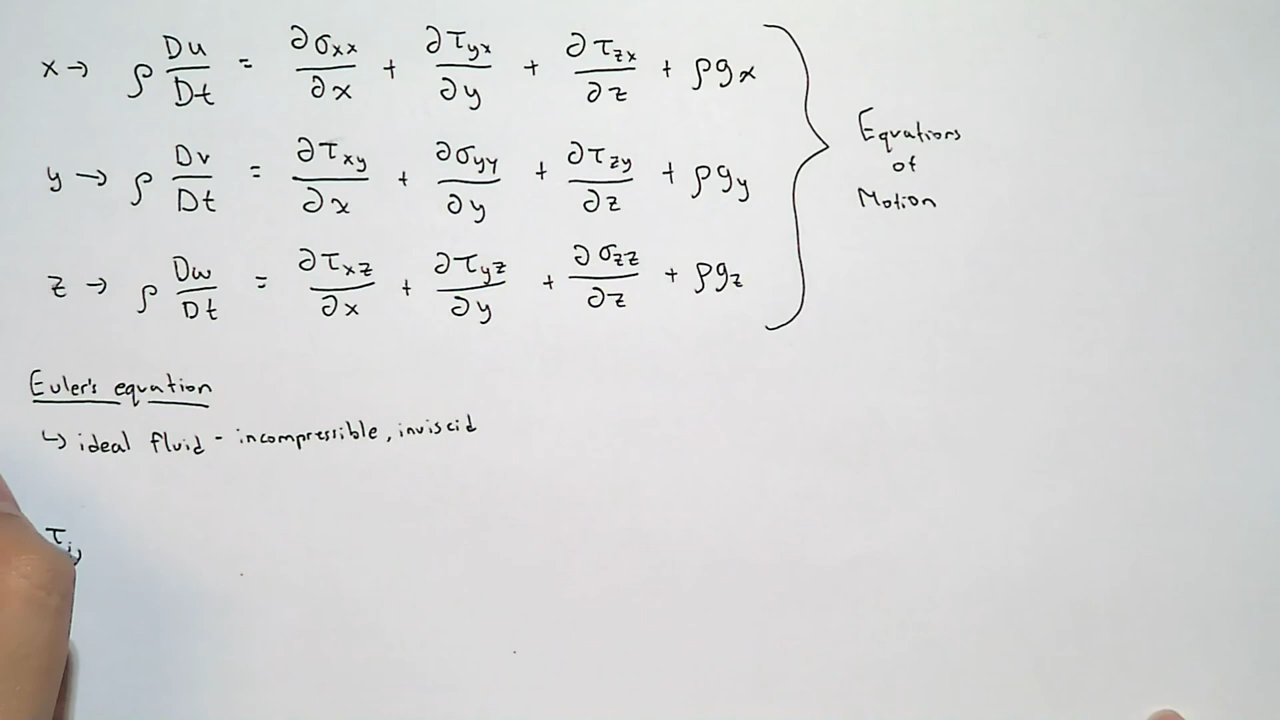 x → ρ Du/Dt = ∂σxx/∂x + ∂τyx/∂y + ∂τzx/∂z + ρgx
y → ρ Dv/Dt = ∂τxy/∂x + ∂σyy/∂y + ∂τzy/∂z + ρgy
z → ρ Dw/Dt = ∂τxz/∂x + ∂τyz/∂y + ∂σzz/∂z + ρgz
Equations
of
Motion
Euler's equation
↳ ideal fluid - incompressible, inviscid
τij